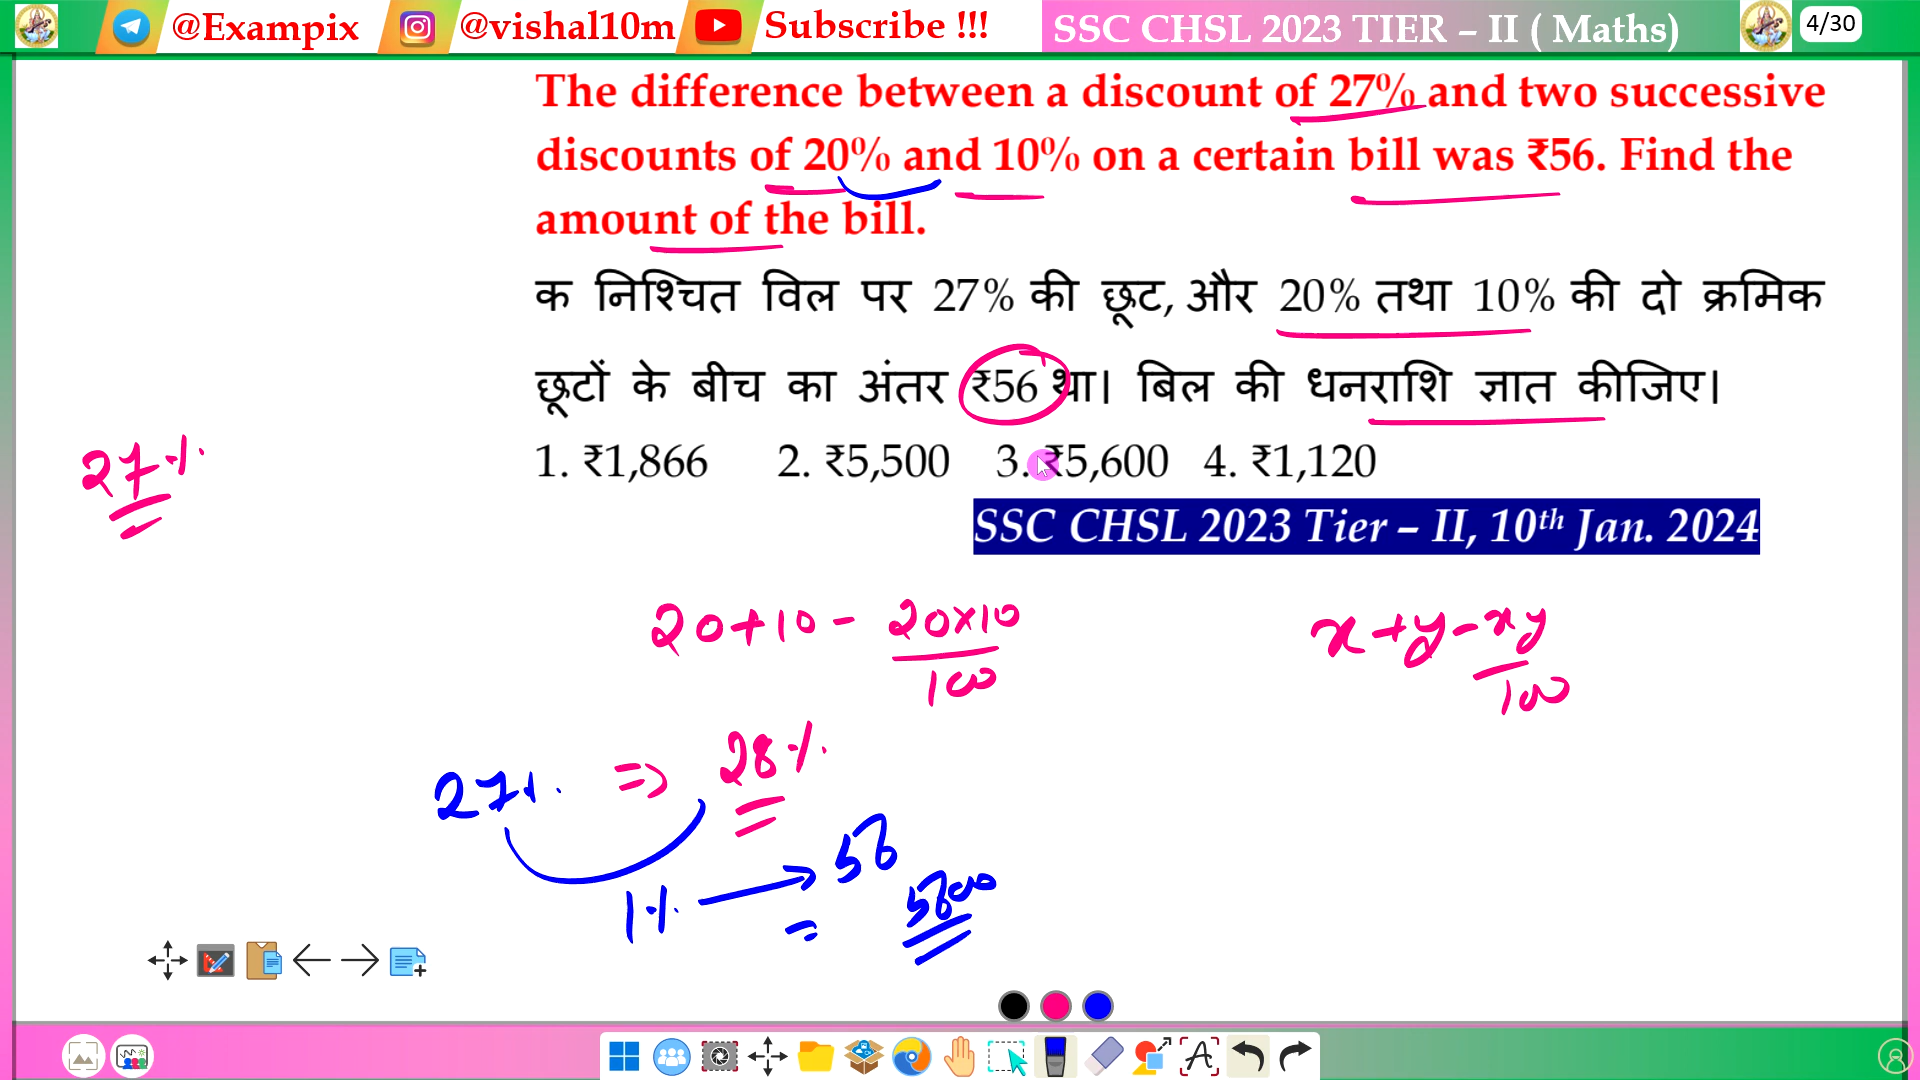 @Exampix @vishal10m Subscribe !!! SSC CHSL 2023 TIER – II ( Maths) 4/30
The difference between a discount of 27% and two successive
discounts of 20% and 10% on a certain bill was ₹56. Find the
amount of the bill.
क निश्चित विल पर 27% की छूट, और 20% तथा 10% की दो क्रमिक
छूटों के बीच का अंतर ₹56 था। बिल की धनराशि ज्ञात कीजिए।
1. ₹1,866 2. ₹5,500 3. ₹5,600 4. ₹1,120
27%
SSC CHSL 2023 Tier – II, 10th Jan. 2024
20+10- 20×10/100 x+y-xy/100
27% => 28%
1% → 56
5600